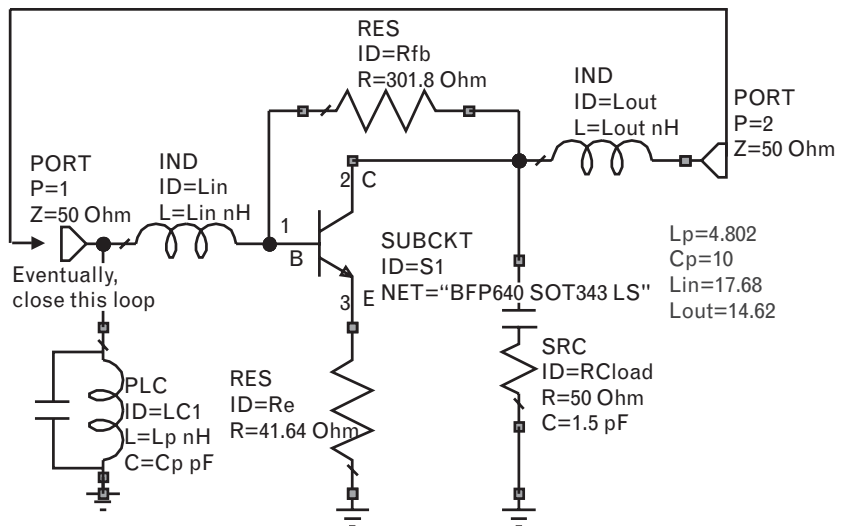 RES
ID=Rfb
R=301.8 Ohm
IND
ID=Lout
L=Lout nH
PORT
P=2
Z=50 Ohm
PORT
P=1
Z=50 Ohm
IND
ID=Lin
L=Lin nH
2
C
1
B
3
E
SUBCKT
ID=S1
NET="BFP640 SOT343 LS"
Lp=4.802
Cp=10
Lin=17.68
Lout=14.62
Eventually,
close this loop
PLC
ID=LC1
L=Lp nH
C=Cp pF
RES
ID=Re
R=41.64 Ohm
SRC
ID=RCload
R=50 Ohm
C=1.5 pF